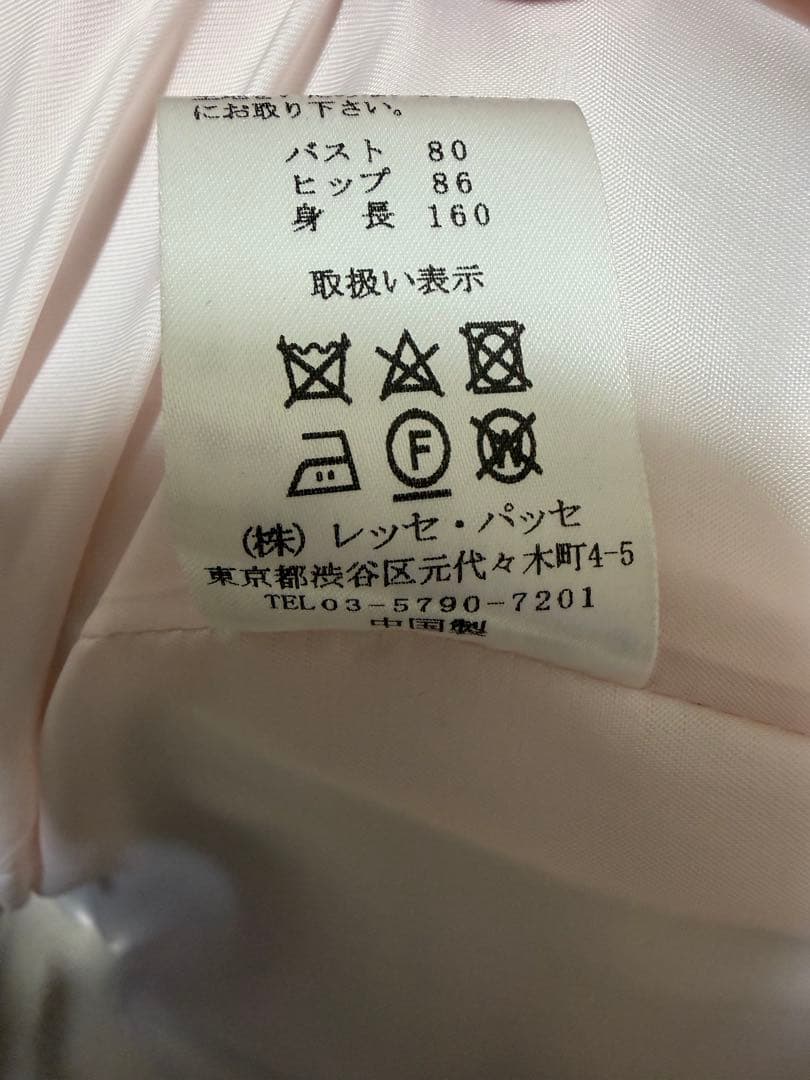 にお取り下さい。
バスト 80
ヒップ 86
身 長 160
取扱い表示
F
W
(株) レッセ・パッセ
東京都渋谷区元代々木町4-5
TEL03-5790-7201
中国製